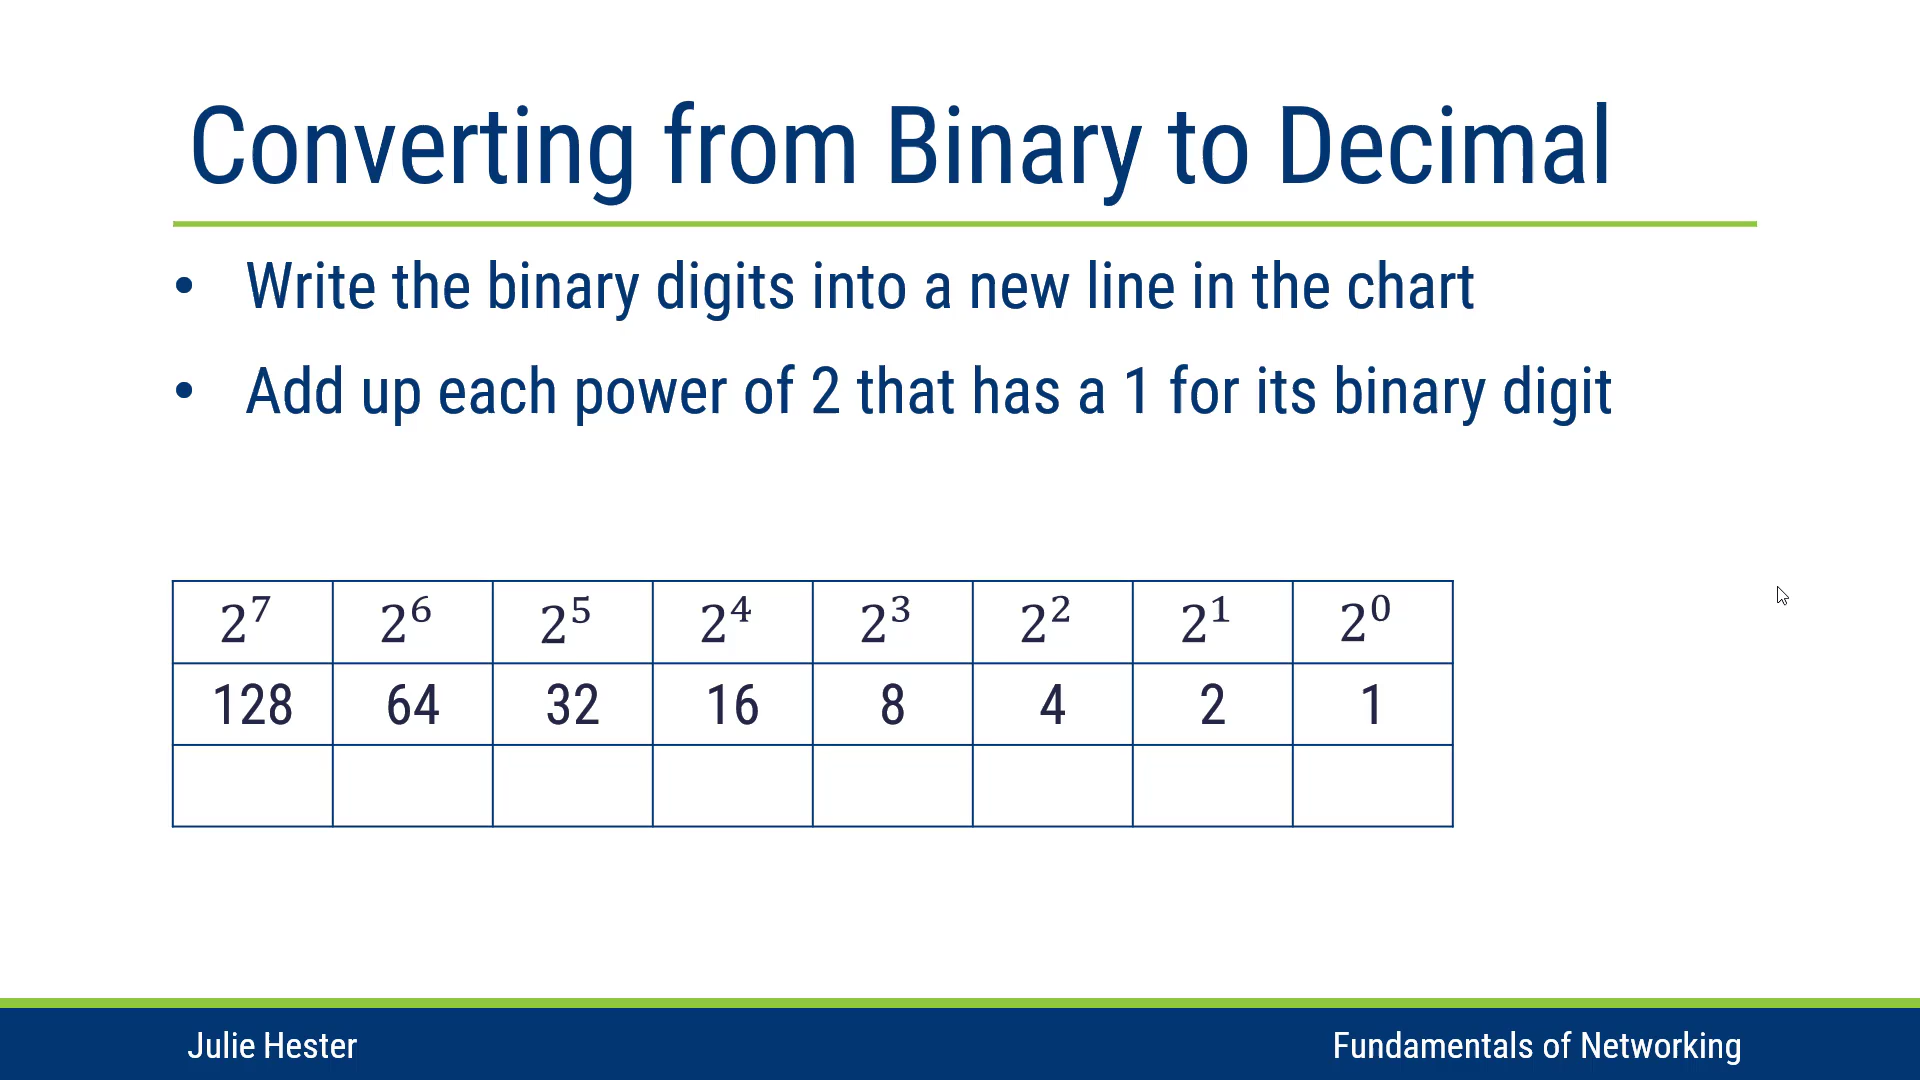 Converting from Binary to Decimal
• Write the binary digits into a new line in the chart
• Add up each power of 2 that has a 1 for its binary digit
2⁷ 2⁶ 2⁵ 2⁴ 2³ 2² 2¹ 2⁰
128 64 32 16 8 4 2 1
Julie Hester
Fundamentals of Networking